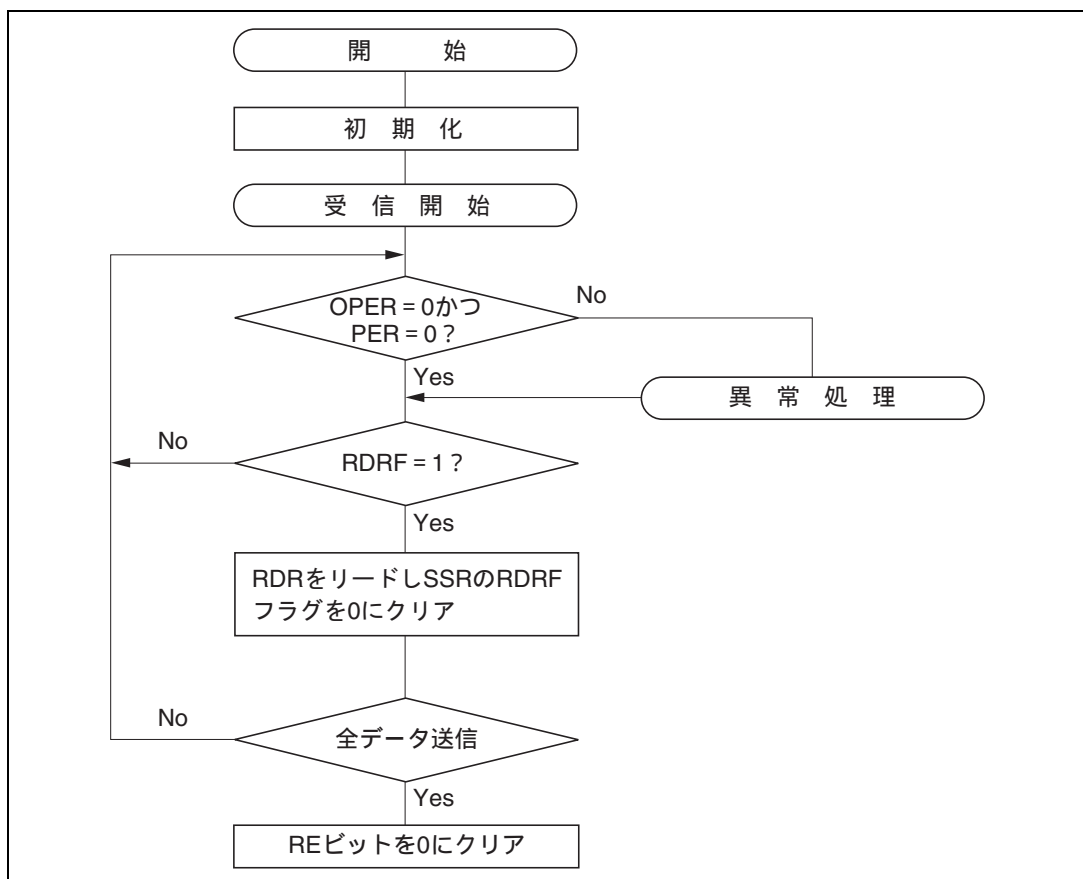 開始
初期化
受信開始
OPER = 0かつ
PER = 0？
No
Yes
異常処理
No
RDRF = 1？
Yes
RDRをリードしSSRのRDRF
フラグを0にクリア
No
全データ送信
Yes
REビットを0にクリア